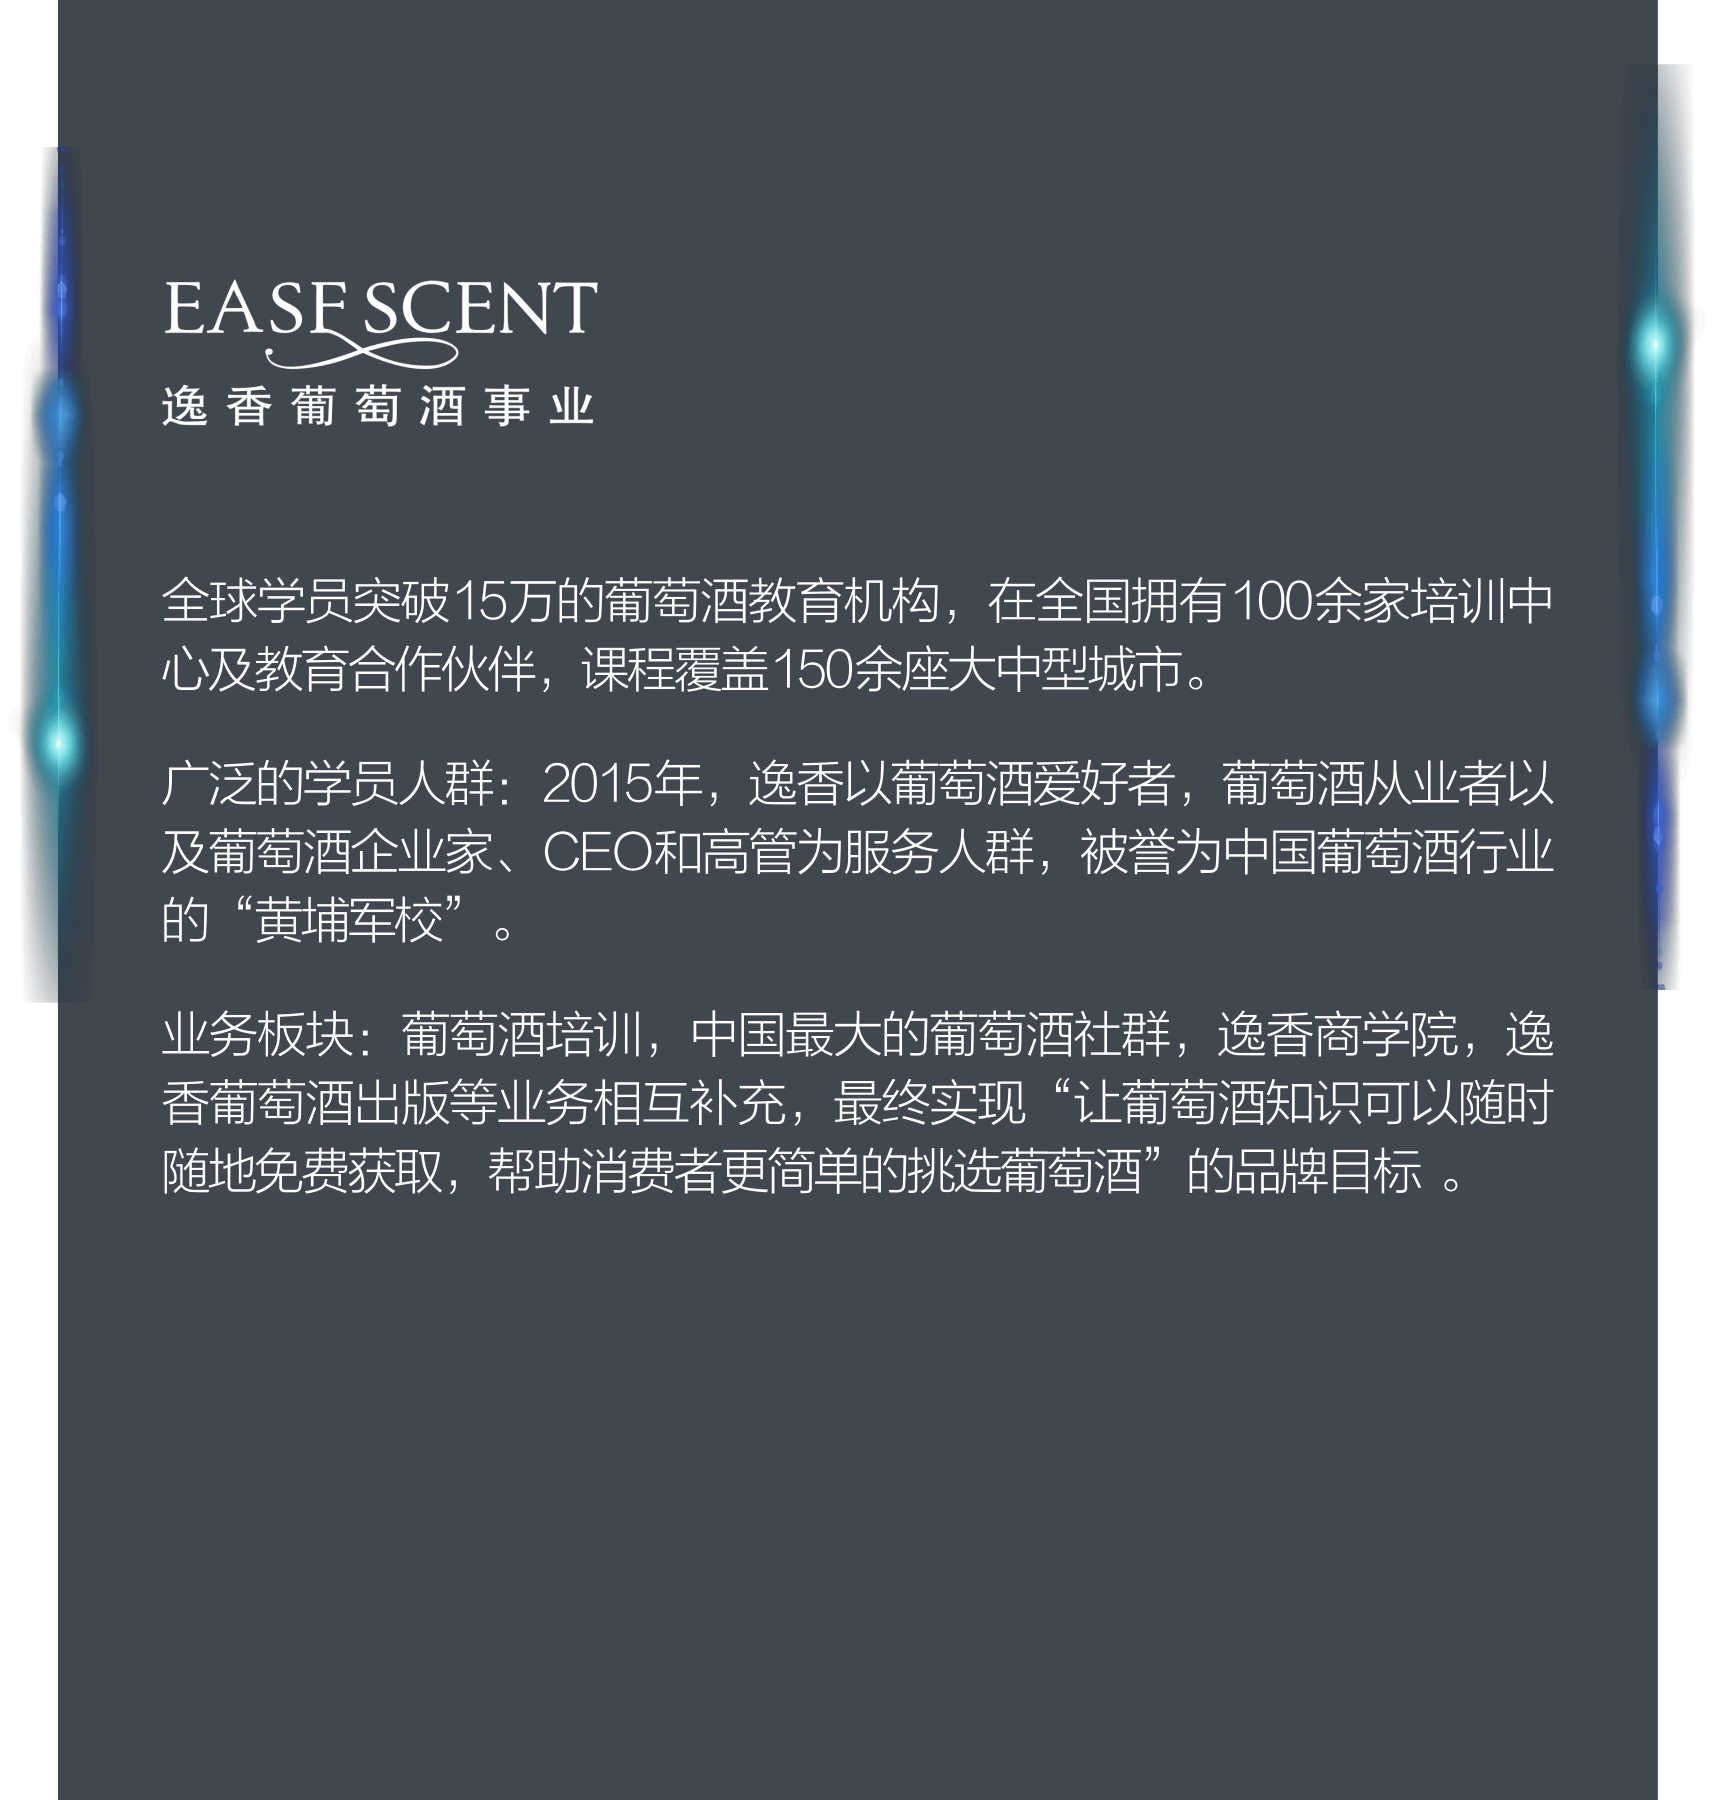 EASE SCENT
逸香葡萄酒事业
全球学员突破15万的葡萄酒教育机构，在全国拥有100余家培训中
心及教育合作伙伴，课程覆盖150余座大中型城市。
广泛的学员人群：2015年，逸香以葡萄酒爱好者，葡萄酒从业者以
及葡萄酒企业家、CEO和高管为服务人群，被誉为中国葡萄酒行业
的“黄埔军校”。
业务板块：葡萄酒培训，中国最大的葡萄酒社群，逸香商学院，逸
香葡萄酒出版等业务相互补充，最终实现“让葡萄酒知识可以随时
随地免费获取，帮助消费者更简单的挑选葡萄酒”的品牌目标 。